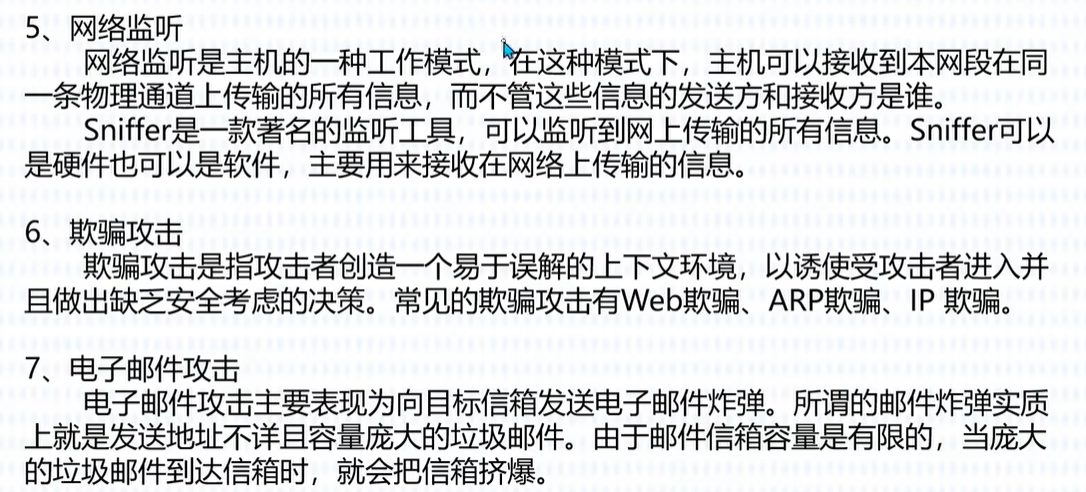 5、网络监听
网络监听是主机的一种工作模式，在这种模式下，主机可以接收到本网段在同
一条物理通道上传输的所有信息，而不管这些信息的发送方和接收方是谁。
Sniffer是一款著名的监听工具，可以监听到网上传输的所有信息。Sniffer可以
是硬件也可以是软件，主要用来接收在网络上传输的信息。
6、欺骗攻击
欺骗攻击是指攻击者创造一个易于误解的上下文环境，以诱使受攻击者进入并
且做出缺乏安全考虑的决策。常见的欺骗攻击有Web欺骗、ARP欺骗、IP 欺骗。
7、电子邮件攻击
电子邮件攻击主要表现为向目标信箱发送电子邮件炸弹。所谓的邮件炸弹实质
上就是发送地址不详且容量庞大的垃圾邮件。由于邮件信箱容量是有限的，当庞大
的垃圾邮件到达信箱时，就会把信箱挤爆。